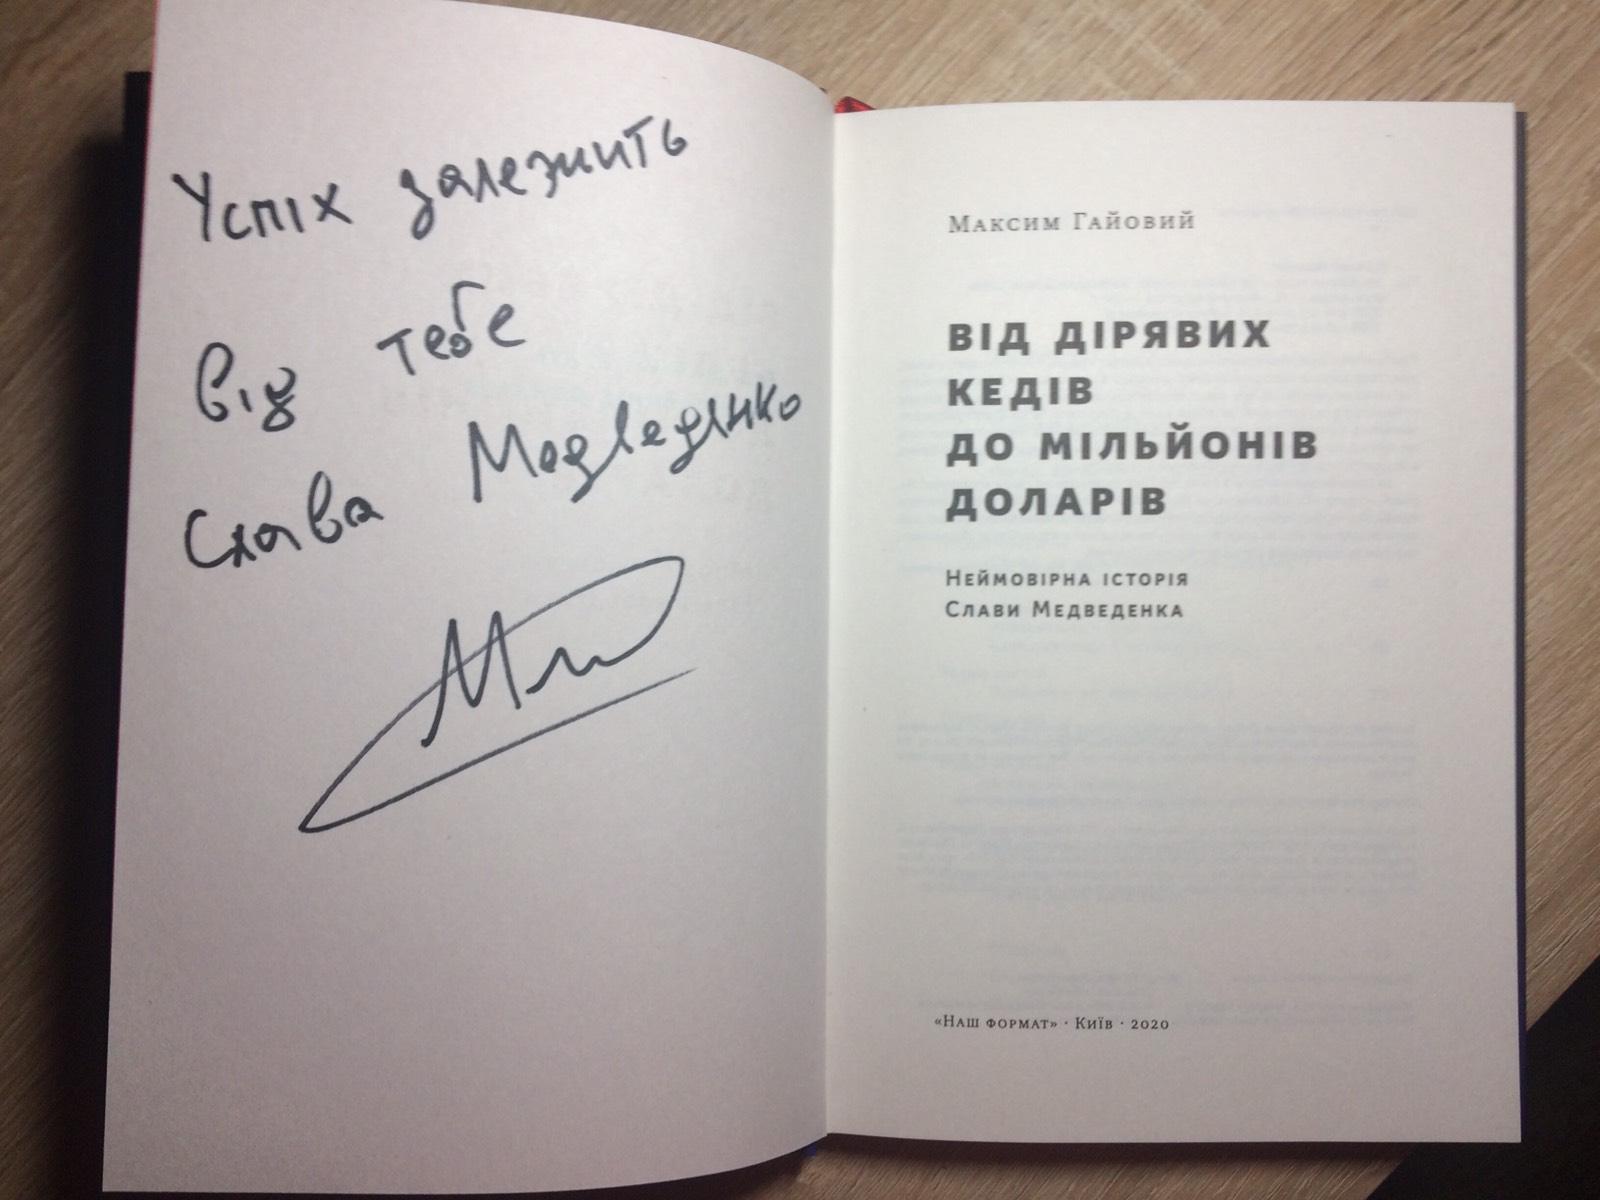 Успіх залежить
від тебе
Слава Медведенко
Максим Гайовий
ВІД ДІРЯВИХ
КЕДІВ
ДО МІЛЬЙОНІВ
ДОЛАРІВ
Неймовірна історія
Слави Медведенка
«Наш формат» · Київ · 2020